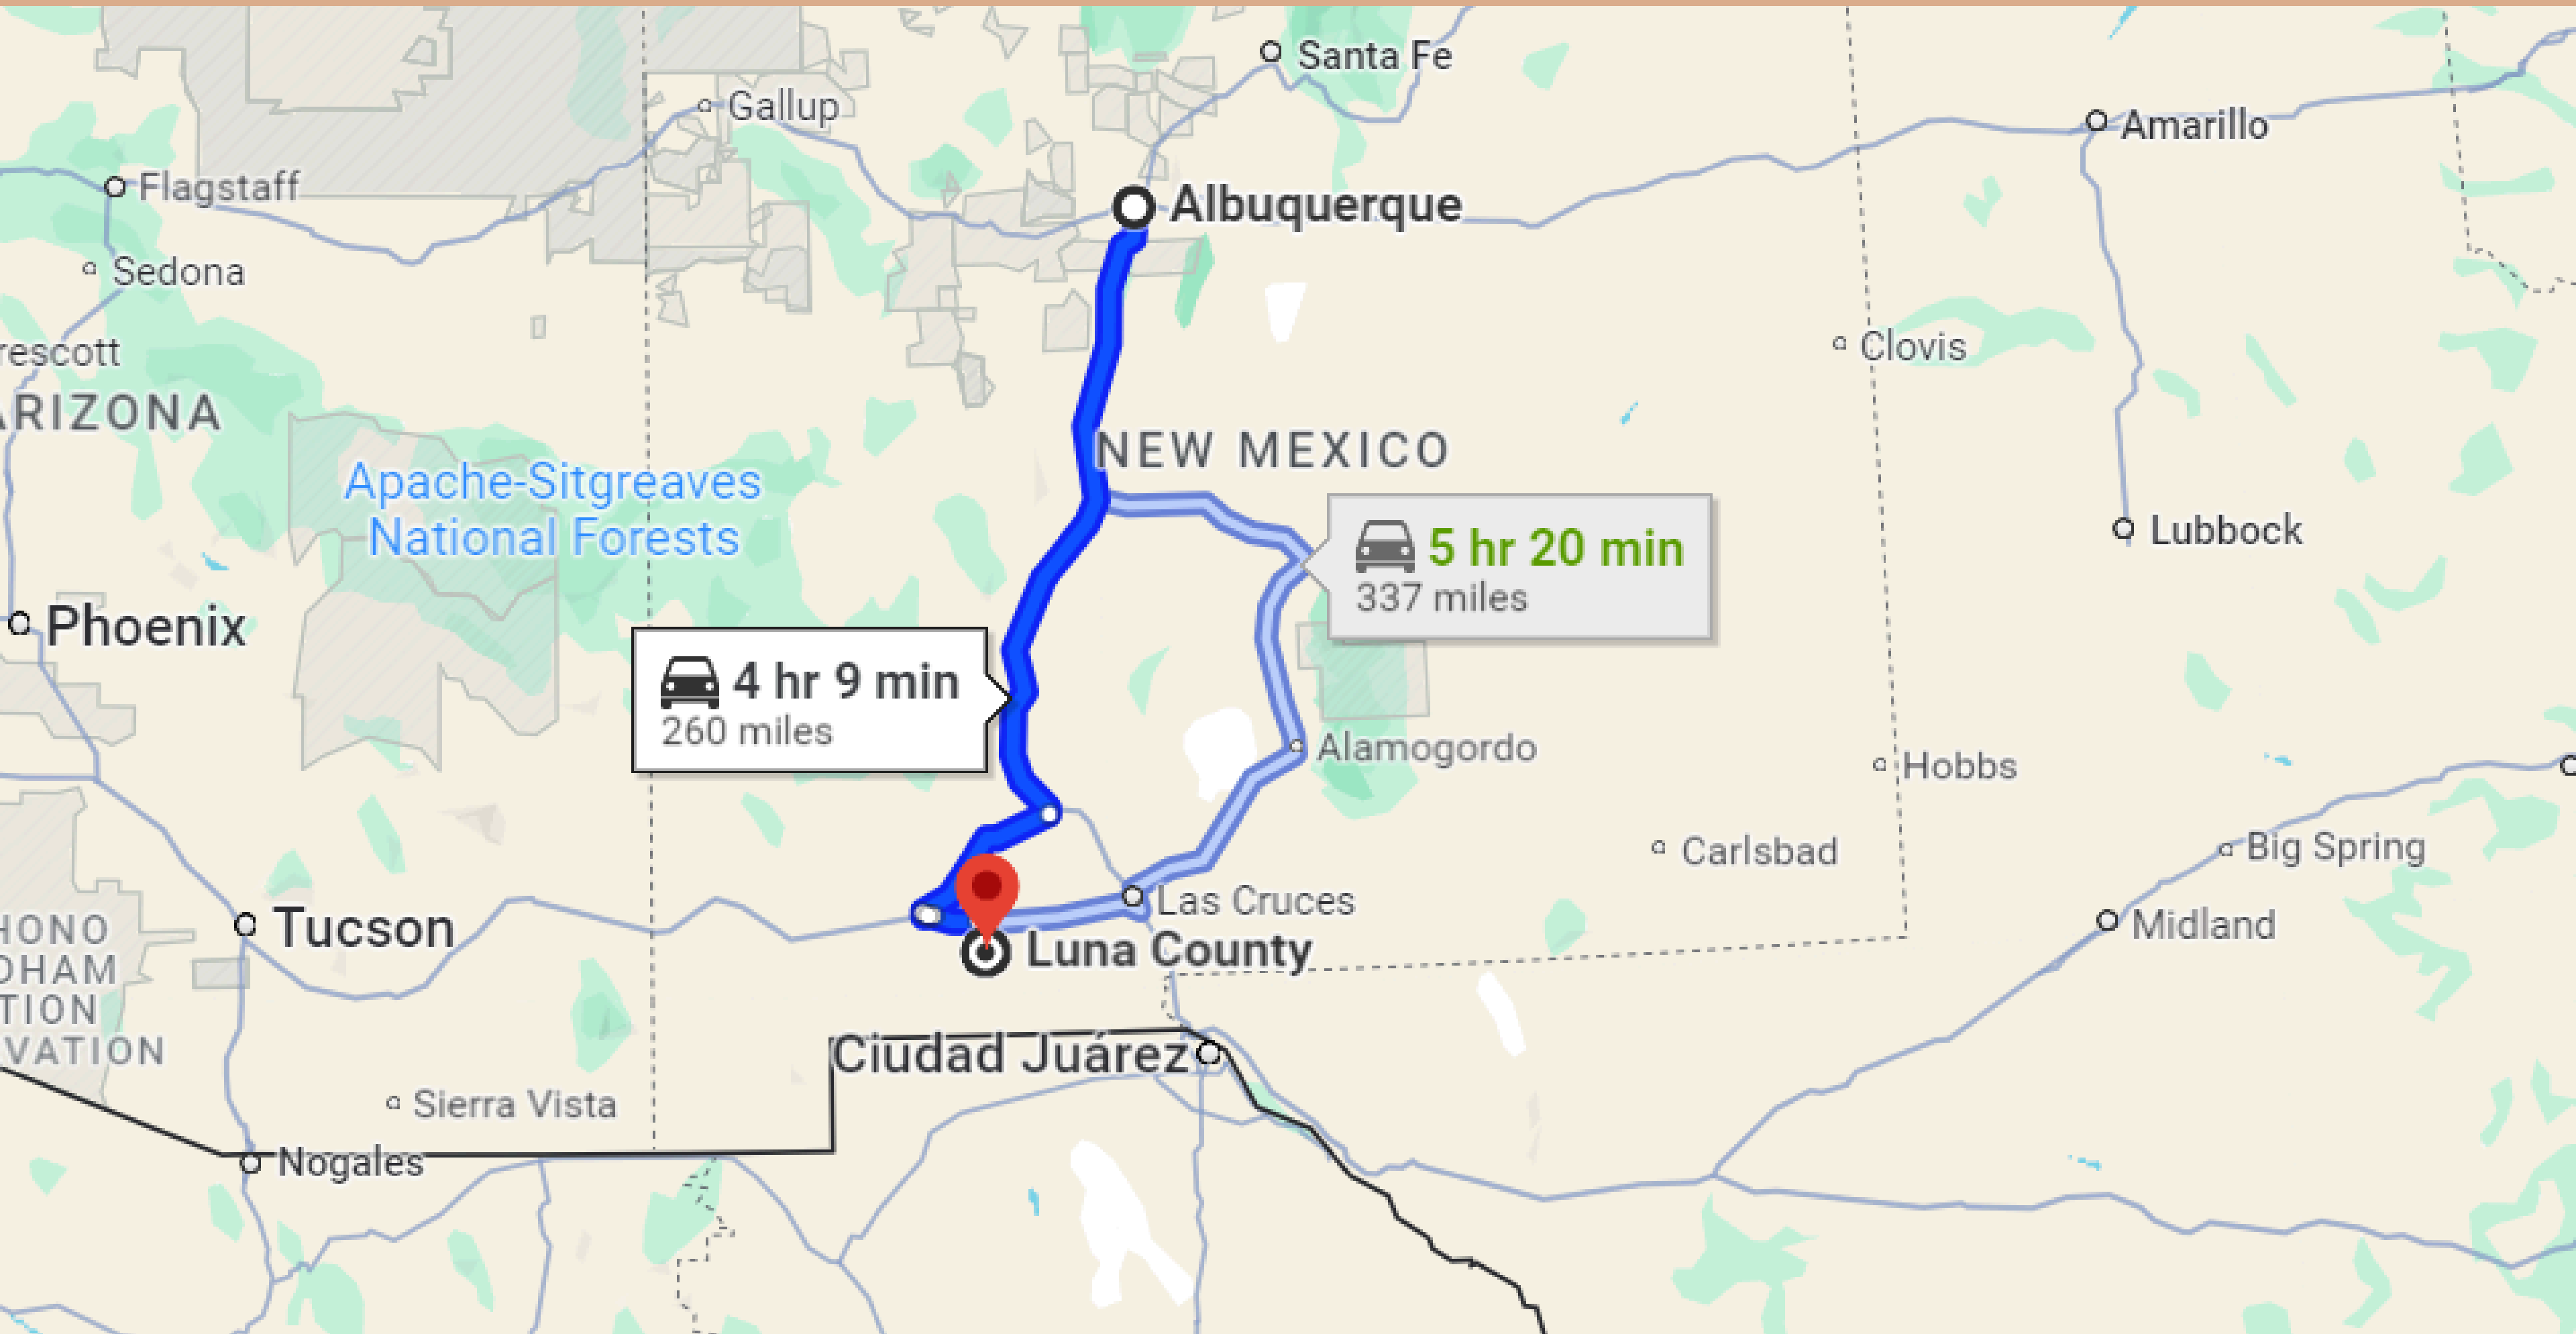 Santa Fe
Gallup
Amarillo
Flagstaff
Albuquerque
Sedona
Clovis
rescott
ARIZONA
NEW MEXICO
Apache-Sitgreaves
National Forests
Lubbock
5 hr 20 min
337 miles
Phoenix
4 hr 9 min
260 miles
Alamogordo
Hobbs
Carlsbad
Big Spring
Las Cruces
Midland
Tucson
HONO
OHAM
TION
VATION
Luna County
Ciudad Juárez
Sierra Vista
Nogales